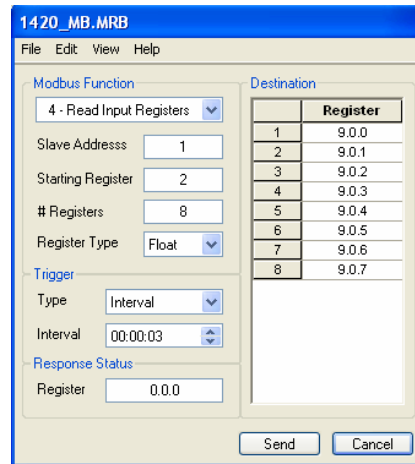 1420_MB.MRB
File Edit View Help
Modbus Function
4 - Read Input Registers
Slave Addresss 1
Starting Register 2
# Registers 8
Register Type Float
Trigger
Type Interval
Interval 00:00:03
Response Status
Register 0.0.0
Destination
Register
1 9.0.0
2 9.0.1
3 9.0.2
4 9.0.3
5 9.0.4
6 9.0.5
7 9.0.6
8 9.0.7
Send Cancel